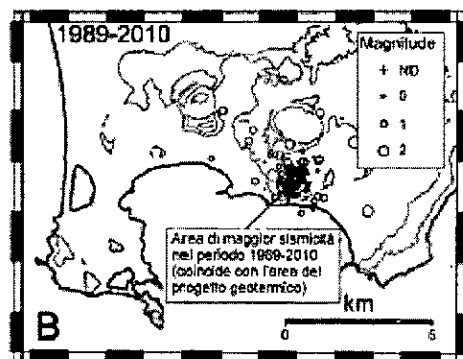 1989-2010
Magnitude
ND
0
1
2
Area di maggior sismicità
nel periodo 1989-2010
(coincide con l'area del
progetto geotermico)
km
B
0
5